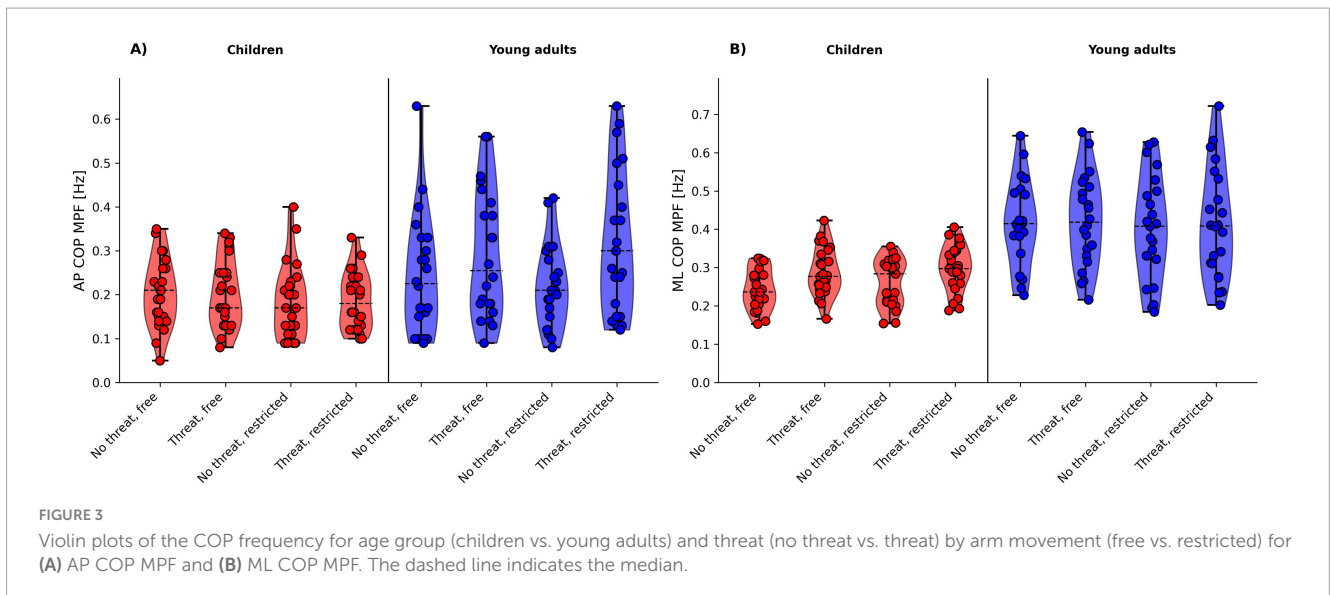 A)
Children
Young adults
AP COP MPF [Hz]
0.6
0.5
0.4
0.3
0.2
0.1
0.0
No threat, free
Threat, free
No threat, restricted
Threat, restricted
No threat, free
Threat, free
No threat, restricted
Threat, restricted
B)
Children
Young adults
ML COP MPF [Hz]
0.7
0.6
0.5
0.4
0.3
0.2
0.1
0.0
No threat, free
Threat, free
No threat, restricted
Threat, restricted
No threat, free
Threat, free
No threat, restricted
Threat, restricted
FIGURE 3
Violin plots of the COP frequency for age group (children vs. young adults) and threat (no threat vs. threat) by arm movement (free vs. restricted) for
(A) AP COP MPF and (B) ML COP MPF. The dashed line indicates the median.